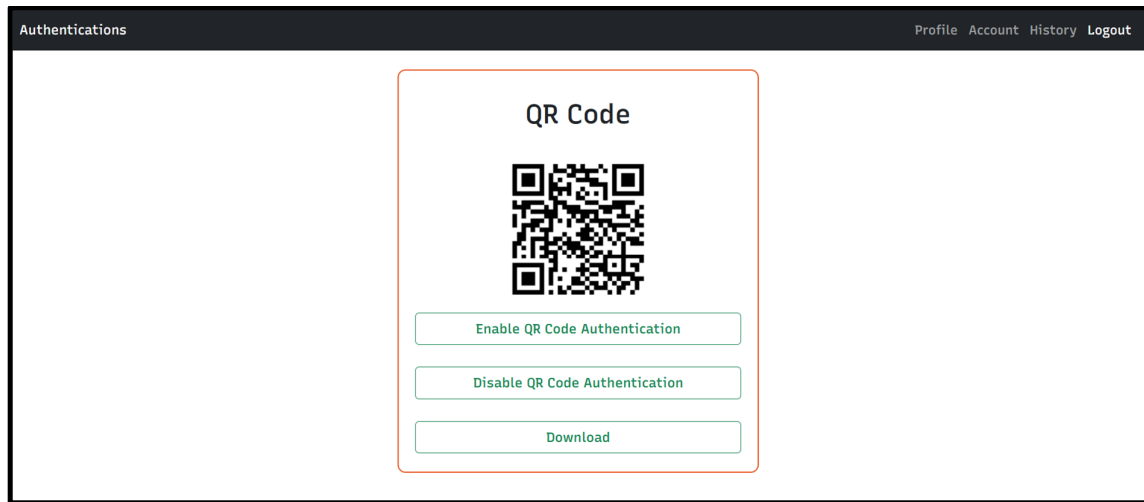 Authentications Profile Account History Logout
QR Code
Enable QR Code Authentication
Disable QR Code Authentication
Download